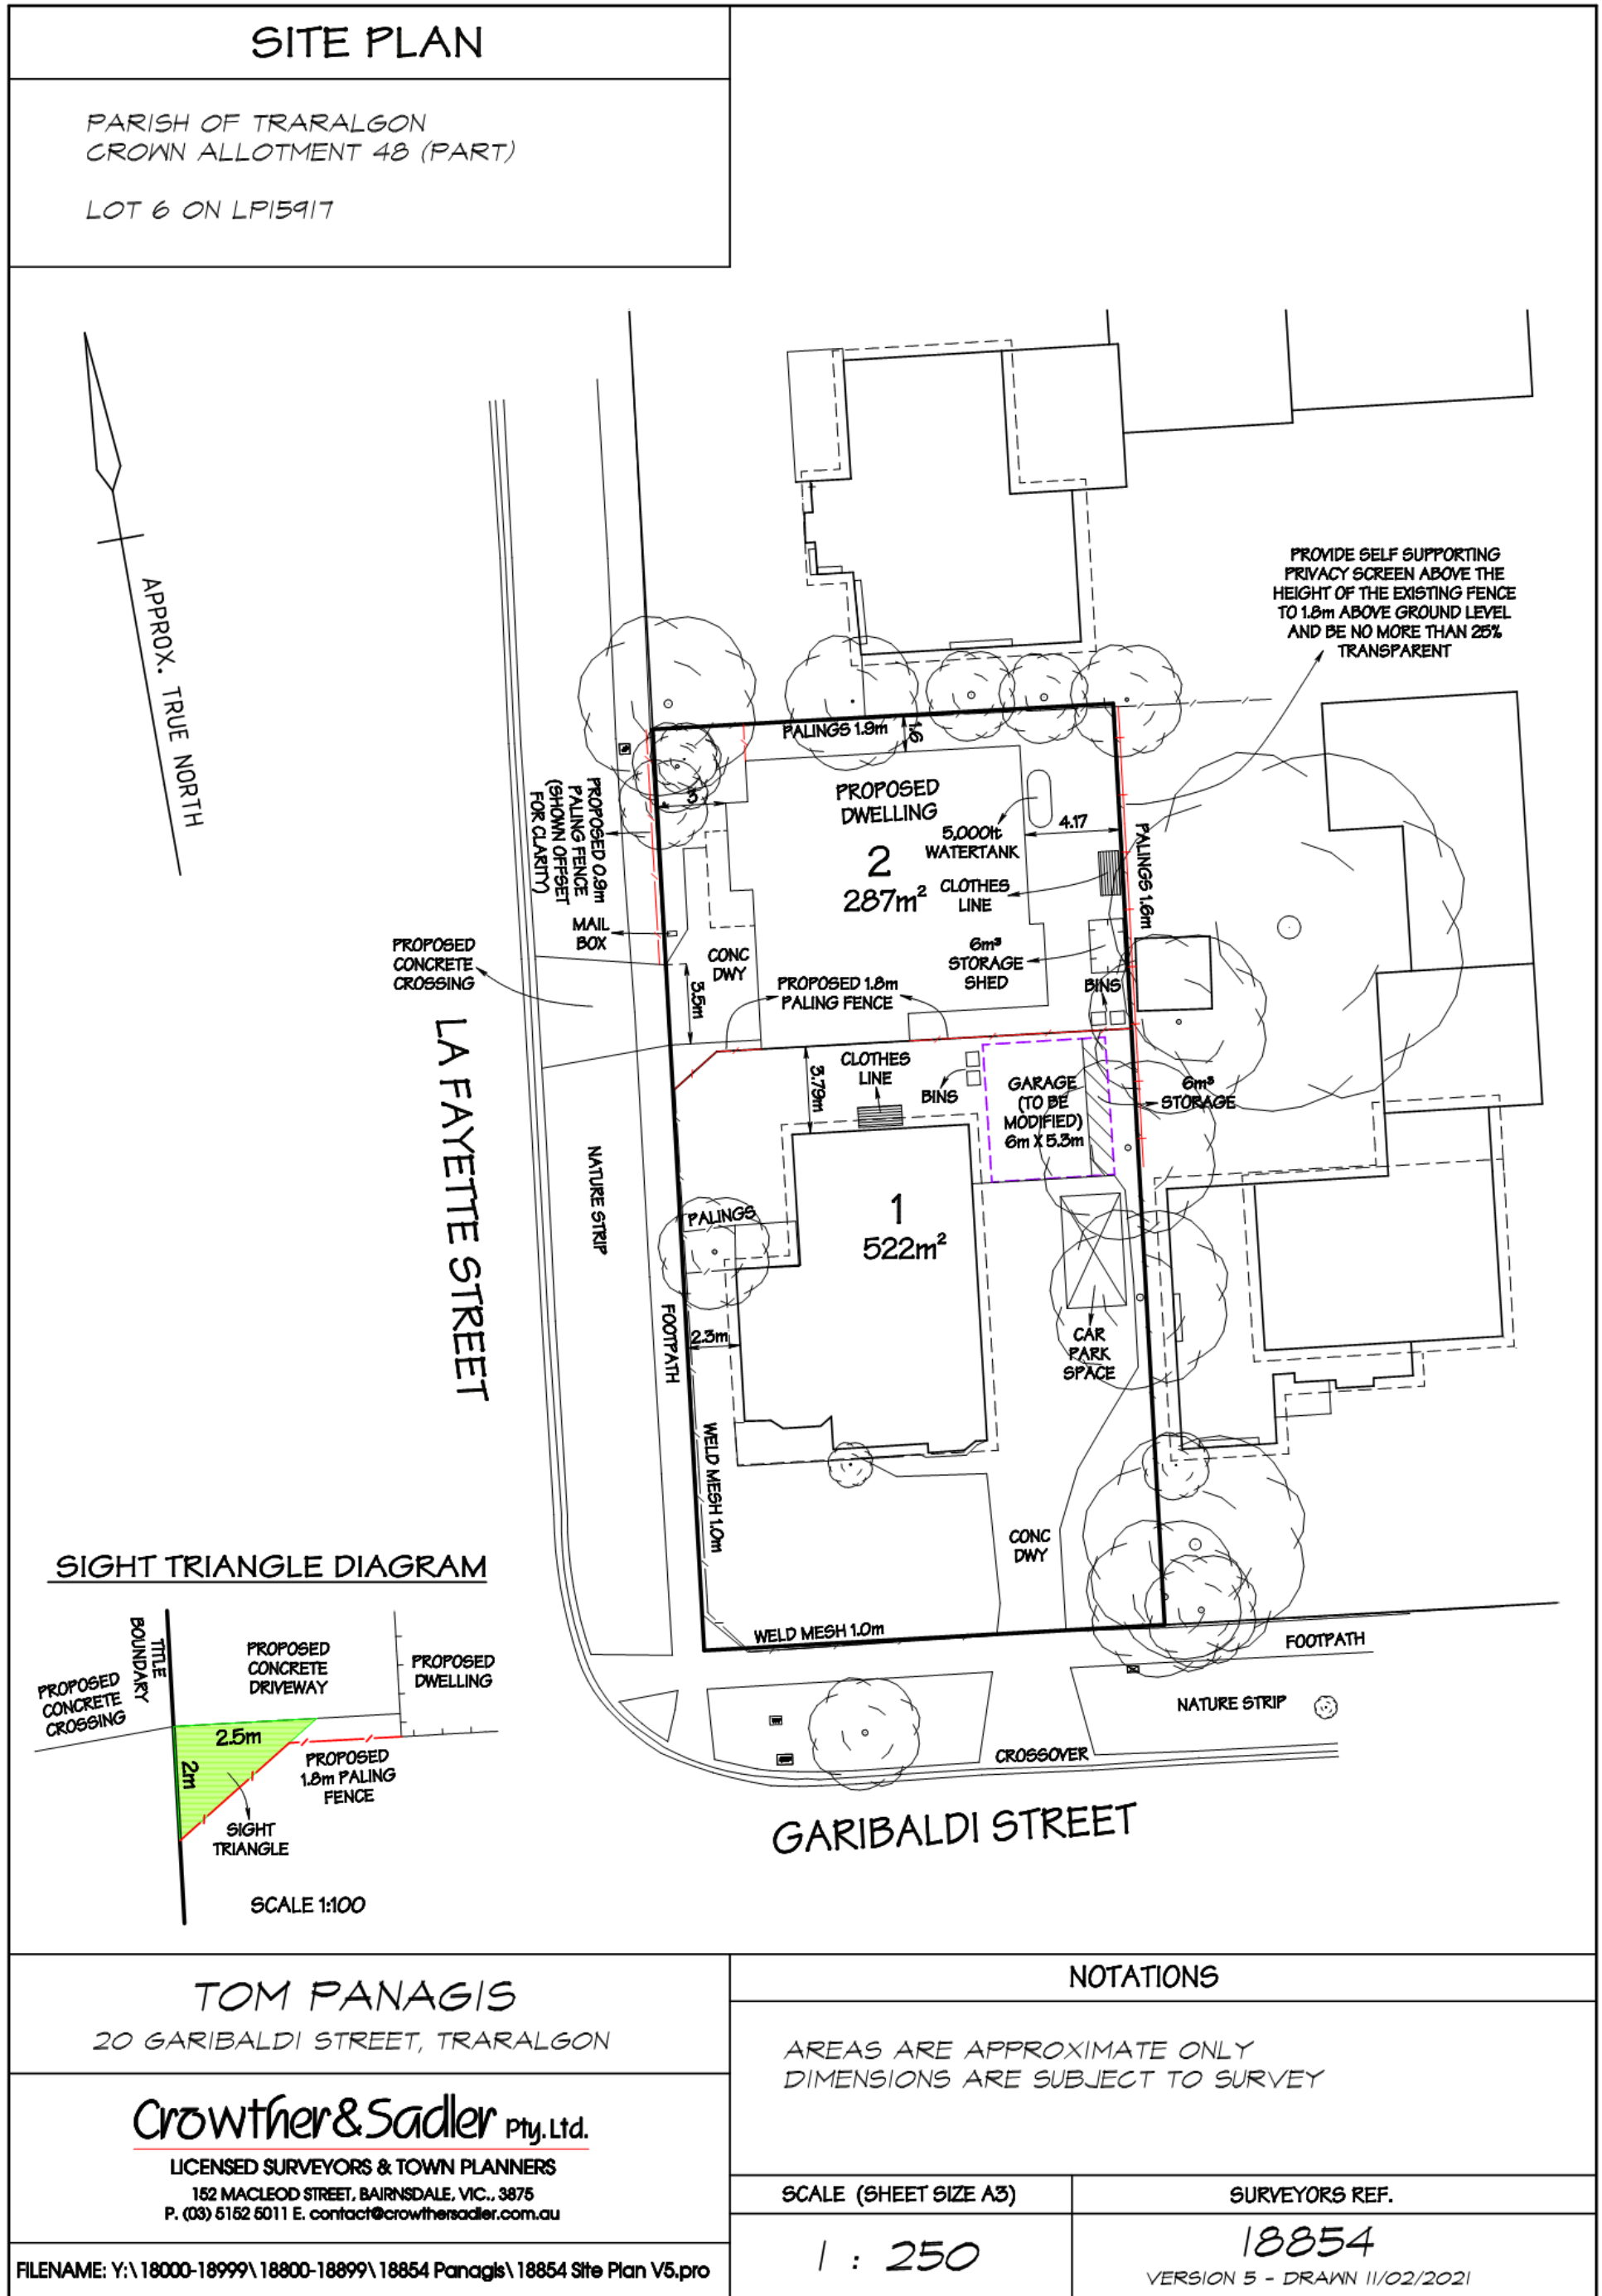 SITE PLAN
PARISH OF TRARALGON
CROWN ALLOTMENT 48 (PART)
LOT 6 ON LP15917
APPROX. TRUE NORTH
PROVIDE SELF SUPPORTING
PRIVACY SCREEN ABOVE THE
HEIGHT OF THE EXISTING FENCE
TO 1.8m ABOVE GROUND LEVEL
AND BE NO MORE THAN 25%
TRANSPARENT
PALINGS 1.9m
1.6
PROPOSED 0.9m
PALING FENCE
(SHOWN OFFSET
FOR CLARITY)
3
PROPOSED
DWELLING
2
287m²
5,000lt
WATERTANK
4.17
PALINGS 1.6m
CLOTHES
LINE
MAIL
BOX
PROPOSED
CONCRETE
CROSSING
CONC
DWY
6m³
STORAGE
SHED
BINS
3.5m
PROPOSED 1.8m
PALING FENCE
LA FAYETTE STREET
3.79m
CLOTHES
LINE
BINS
GARAGE
(TO BE
MODIFIED)
6m X 5.3m
6m³
STORAGE
NATURE STRIP
PALINGS
1
522m²
FOOTPATH
2.3m
CAR
PARK
SPACE
WELD MESH 1.0m
CONC
DWY
WELD MESH 1.0m
FOOTPATH
NATURE STRIP
CROSSOVER
GARIBALDI STREET
SIGHT TRIANGLE DIAGRAM
TITLE
BOUNDARY
PROPOSED
CONCRETE
CROSSING
PROPOSED
CONCRETE
DRIVEWAY
PROPOSED
DWELLING
2.5m
2m
PROPOSED
1.8m PALING
FENCE
SIGHT
TRIANGLE
SCALE 1:100
TOM PANAGIS
20 GARIBALDI STREET, TRARALGON
Crowther&Sadler Pty.Ltd.
LICENSED SURVEYORS & TOWN PLANNERS
152 MACLEOD STREET, BAIRNSDALE, VIC., 3875
P. (03) 5152 5011 E. contact@crowthersadler.com.au
FILENAME: Y:\18000-18999\18800-18899\18854 Panagis\18854 Site Plan V5.pro
NOTATIONS
AREAS ARE APPROXIMATE ONLY
DIMENSIONS ARE SUBJECT TO SURVEY
SCALE (SHEET SIZE A3)
1 : 250
SURVEYORS REF.
18854
VERSION 5 - DRAWN 11/02/2021